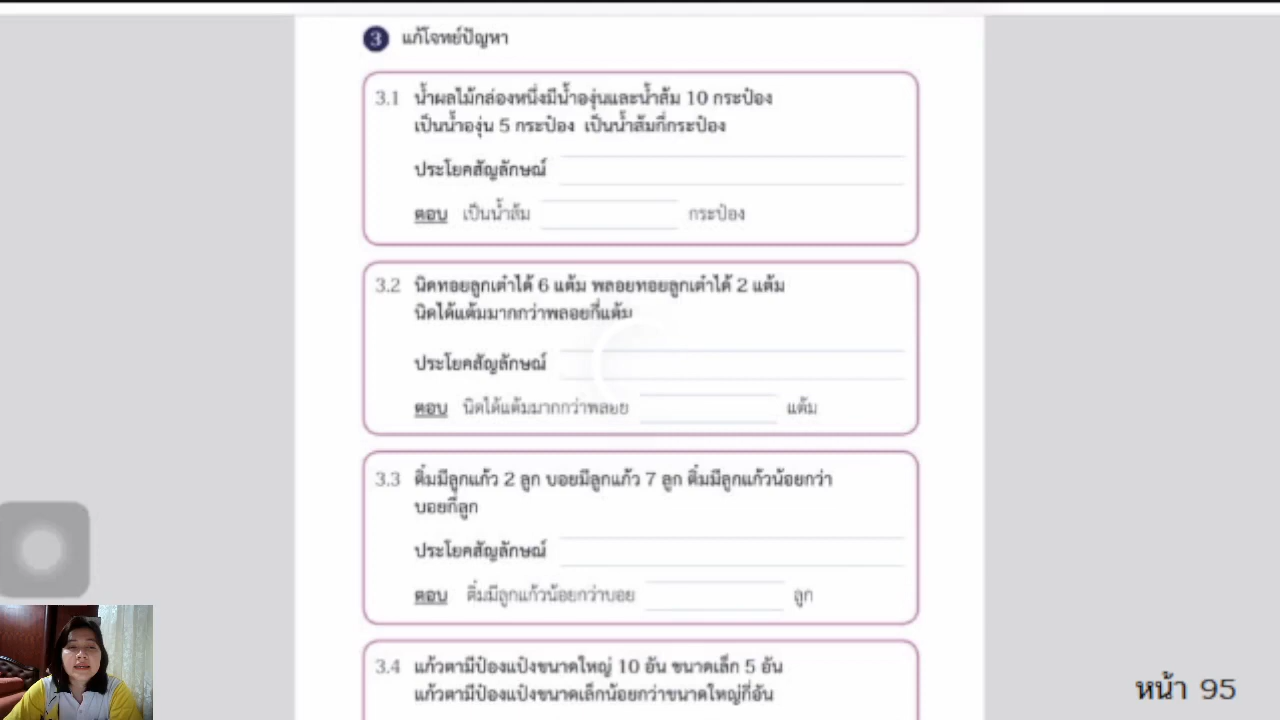 3 แก้โจทย์ปัญหา
3.1 น้ำผลไม้กล่องหนึ่งมีน้ำองุ่นและน้ำส้ม 10 กระป๋อง
เป็นน้ำองุ่น 5 กระป๋อง เป็นน้ำส้มกี่กระป๋อง
ประโยคสัญลักษณ์
ตอบ เป็นน้ำส้ม กระป๋อง
3.2 นิดทอยลูกเต๋าได้ 6 แต้ม พลอยทอยลูกเต๋าได้ 2 แต้ม
นิดได้แต้มมากกว่าพลอยกี่แต้ม
ประโยคสัญลักษณ์
ตอบ นิดได้แต้มมากกว่าพลอย แต้ม
3.3 ติ๋มมีลูกแก้ว 2 ลูก บอยมีลูกแก้ว 7 ลูก ติ๋มมีลูกแก้วน้อยกว่า
บอยกี่ลูก
ประโยคสัญลักษณ์
ตอบ ติ๋มมีลูกแก้วน้อยกว่าบอย ลูก
3.4 แก้วตามีป๋องแป๋งขนาดใหญ่ 10 อัน ขนาดเล็ก 5 อัน
แก้วตามีป๋องแป๋งขนาดเล็กน้อยกว่าขนาดใหญ่กี่อัน
หน้า 95